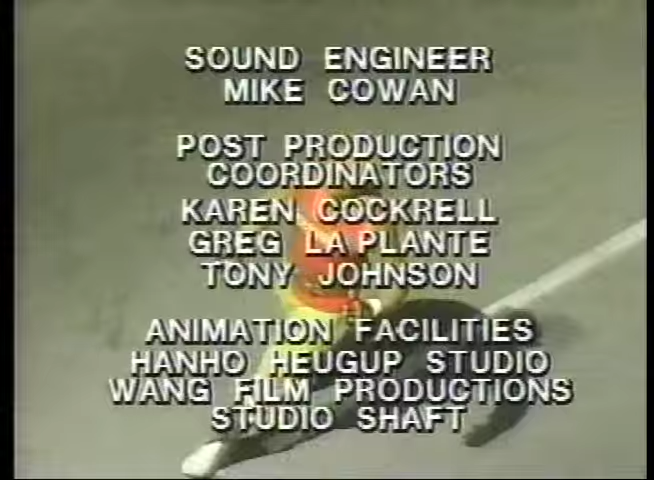 SOUND ENGINEER
MIKE COWAN
POST PRODUCTION
COORDINATORS
KAREN COCKRELL
GREG LA PLANTE
TONY JOHNSON
ANIMATION FACILITIES
HANHO HEUGUP STUDIO
WANG FILM PRODUCTIONS
STUDIO SHAFT